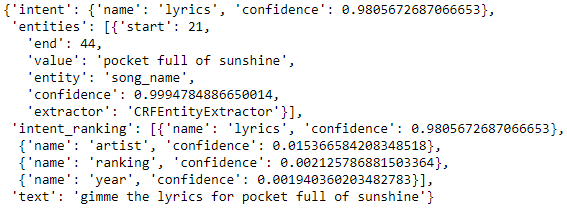 {'intent': {'name': 'lyrics', 'confidence': 0.9805672687066653},
'entities': [{'start': 21,
'end': 44,
'value': 'pocket full of sunshine',
'entity': 'song_name',
'confidence': 0.9994784886650014,
'extractor': 'CRFEntityExtractor'}],
'intent_ranking': [{'name': 'lyrics', 'confidence': 0.9805672687066653},
{'name': 'artist', 'confidence': 0.015366584208348518},
{'name': 'ranking', 'confidence': 0.002125786881503364},
{'name': 'year', 'confidence': 0.001940360203482783}],
'text': 'gimme the lyrics for pocket full of sunshine'}